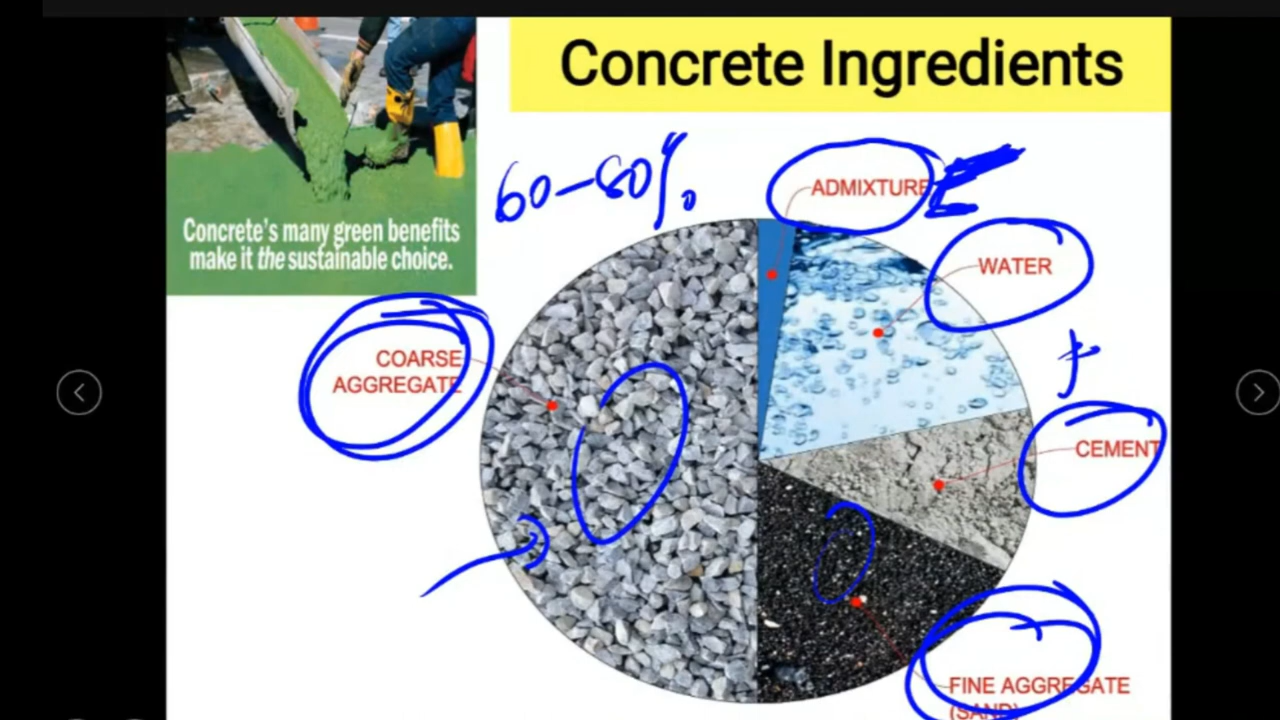 Concrete Ingredients
60-80%
ADMIXTURE
WATER
Concrete's many green benefits
make it the sustainable choice.
+
COARSE
AGGREGATE
CEMENT
FINE AGGREGATE
(SAND)